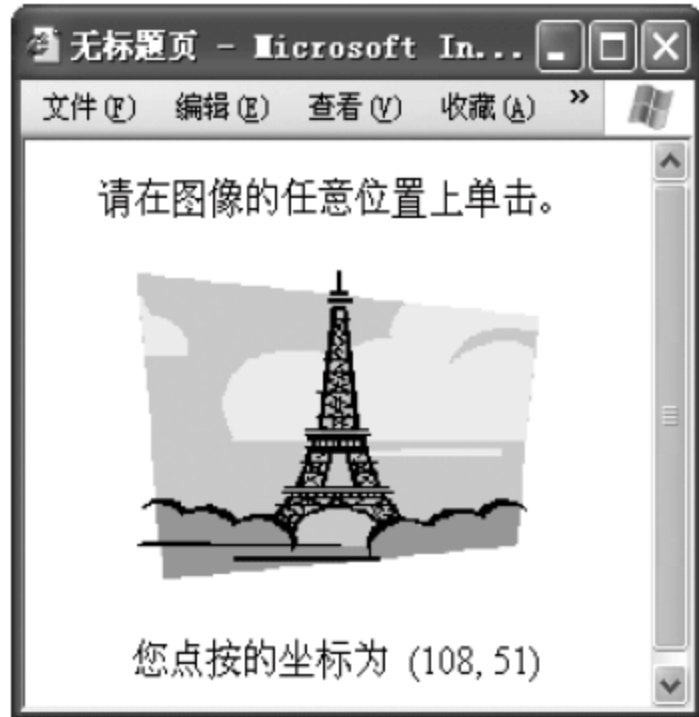 无标题页 - Microsoft In...
文件(F) 编辑(E) 查看(V) 收藏(A) »
请在图像的任意位置上单击。
您点按的坐标为 (108, 51)